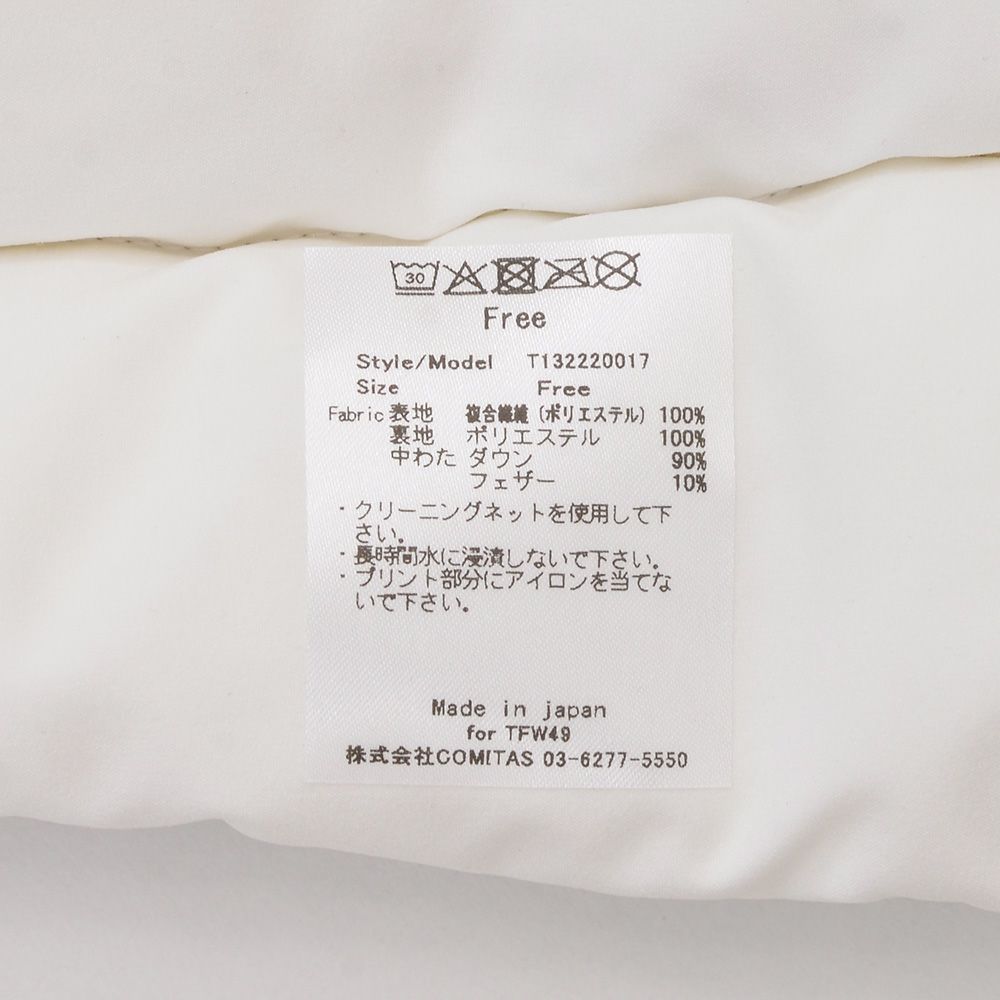 30
Free
Style/Model T132220017
Size Free
Fabric 表地 複合繊維(ポリエステル) 100%
裏地 ポリエステル 100%
中わた ダウン 90%
フェザー 10%
・クリーニングネットを使用して下
さい。
・長時間水に浸漬しないで下さい。
・プリント部分にアイロンを当てな
いで下さい。
Made in japan
for TFW49
株式会社COMITAS 03-6277-5550